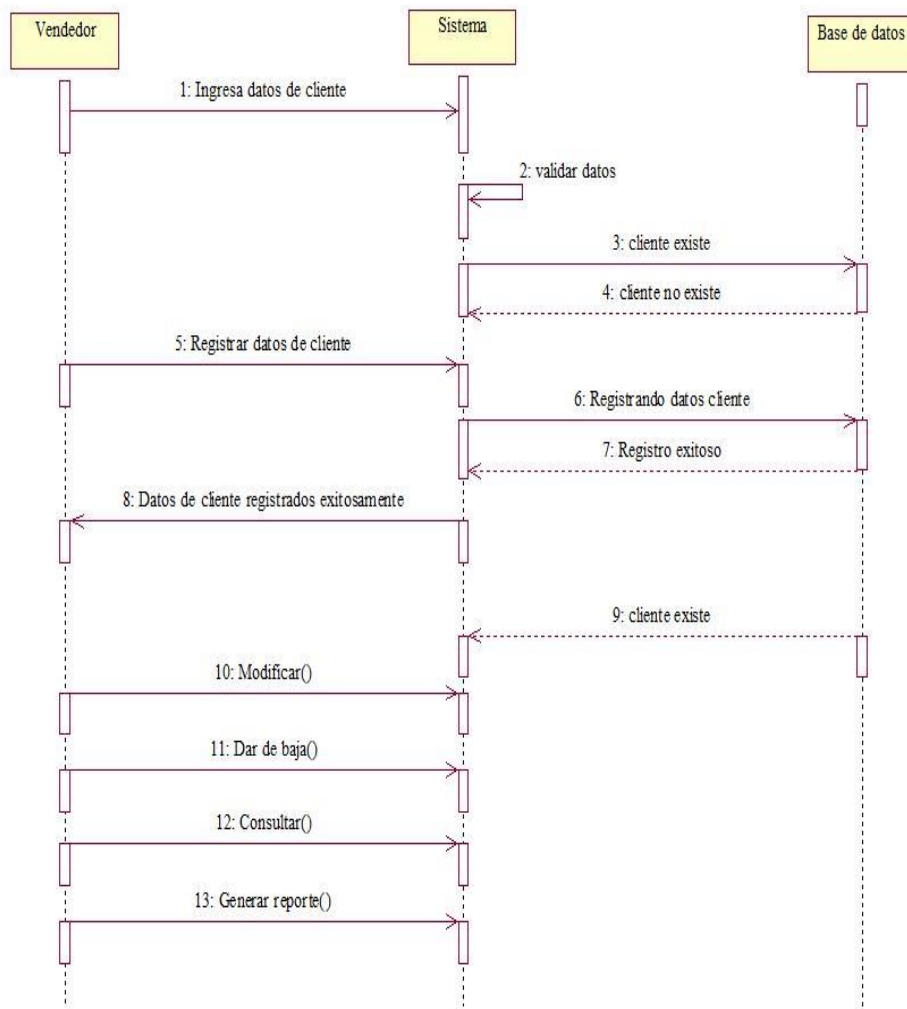 Vendedor
Sistema
Base de datos
1: Ingresa datos de cliente
2: validar datos
3: cliente existe
4: cliente no existe
5: Registrar datos de cliente
6: Registrando datos cliente
7: Registro exitoso
8: Datos de cliente registrados exitosamente
9: cliente existe
10: Modificar()
11: Dar de baja()
12: Consultar()
13: Generar reporte()